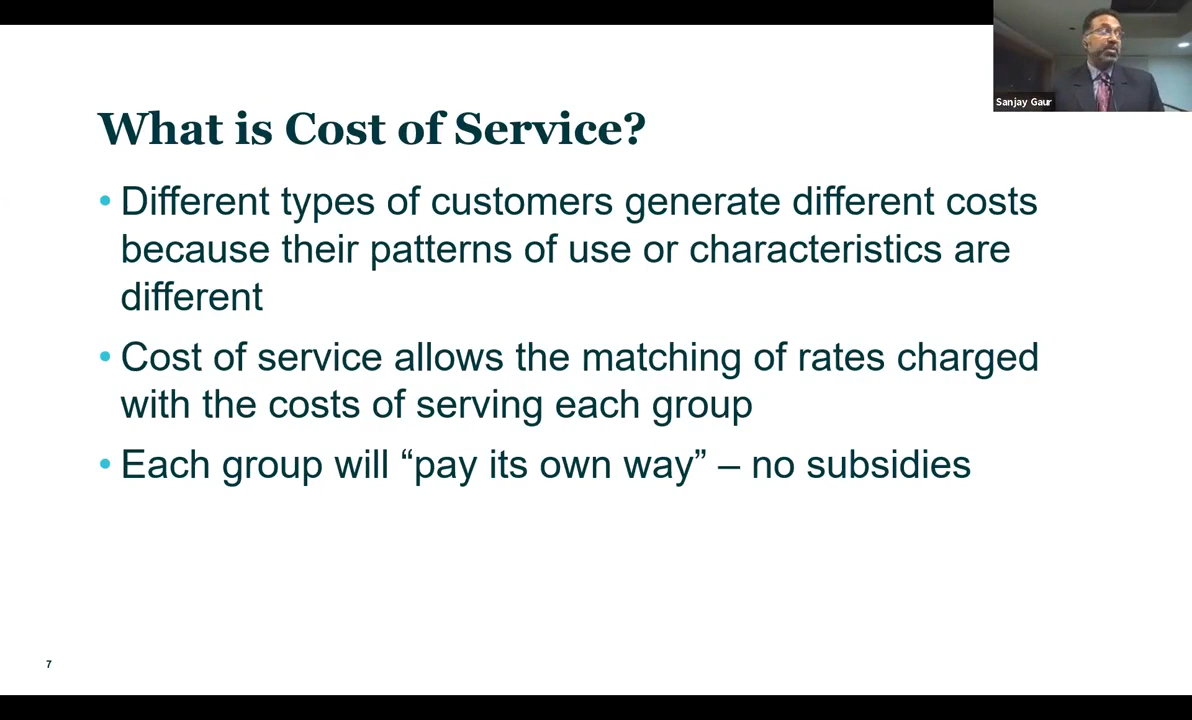 Sanjay Gaur
What is Cost of Service?
• Different types of customers generate different costs
because their patterns of use or characteristics are
different
• Cost of service allows the matching of rates charged
with the costs of serving each group
• Each group will “pay its own way” – no subsidies
7